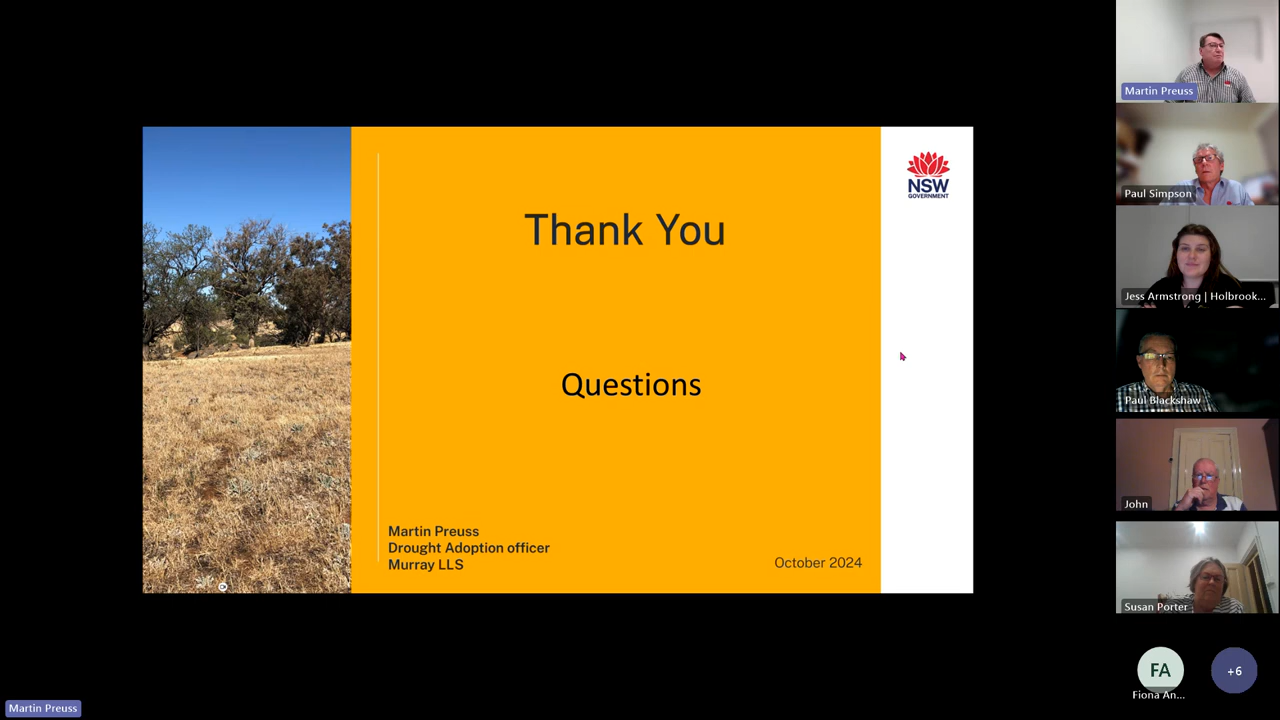 Thank You
Questions
Martin Preuss
Drought Adoption officer
Murray LLS
October 2024
NSW
GOVERNMENT
Martin Preuss
Paul Simpson
Jess Armstrong | Holbrook...
Paul Blackshaw
John
Susan Porter
FA
Fiona An...
+6
Martin Preuss